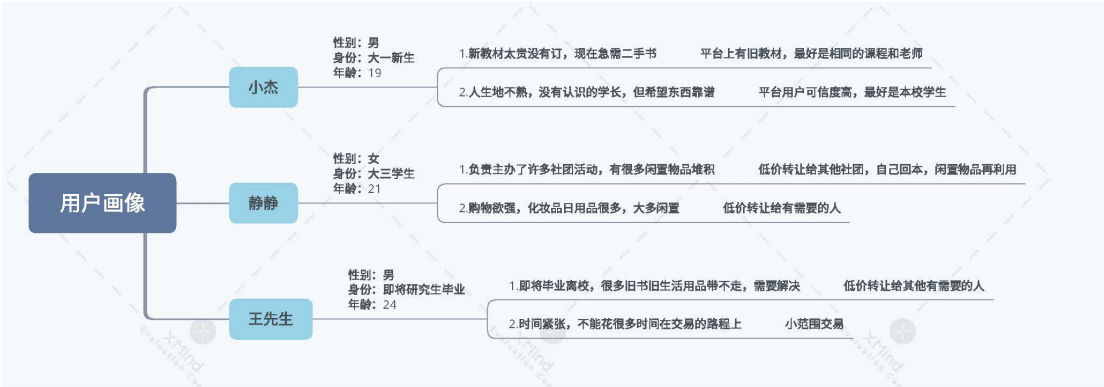 性别：男
身份：大一新生
年龄：19
小杰
1.新教材太贵没有订，现在急需二手书
平台上有旧教材，最好是相同的课程和老师
2.人生地不熟，没有认识的学长，但希望东西靠谱
平台用户可信度高，最好是本校学生
用户画像
性别：女
身份：大三学生
年龄：21
静静
1.负责主办了许多社团活动，有很多闲置物品堆积
低价转让给其他社团，自己回本，闲置物品再利用
2.购物欲强，化妆品日用品很多，大多闲置
低价转让给有需要的人
性别：男
身份：即将研究生毕业
年龄：24
王先生
1.即将毕业离校，很多旧书旧生活用品带不走，需要解决
低价转让给其他有需要的人
2.时间紧张，不能花很多时间在交易的路程上
小范围交易
XMind
XMind
XMind